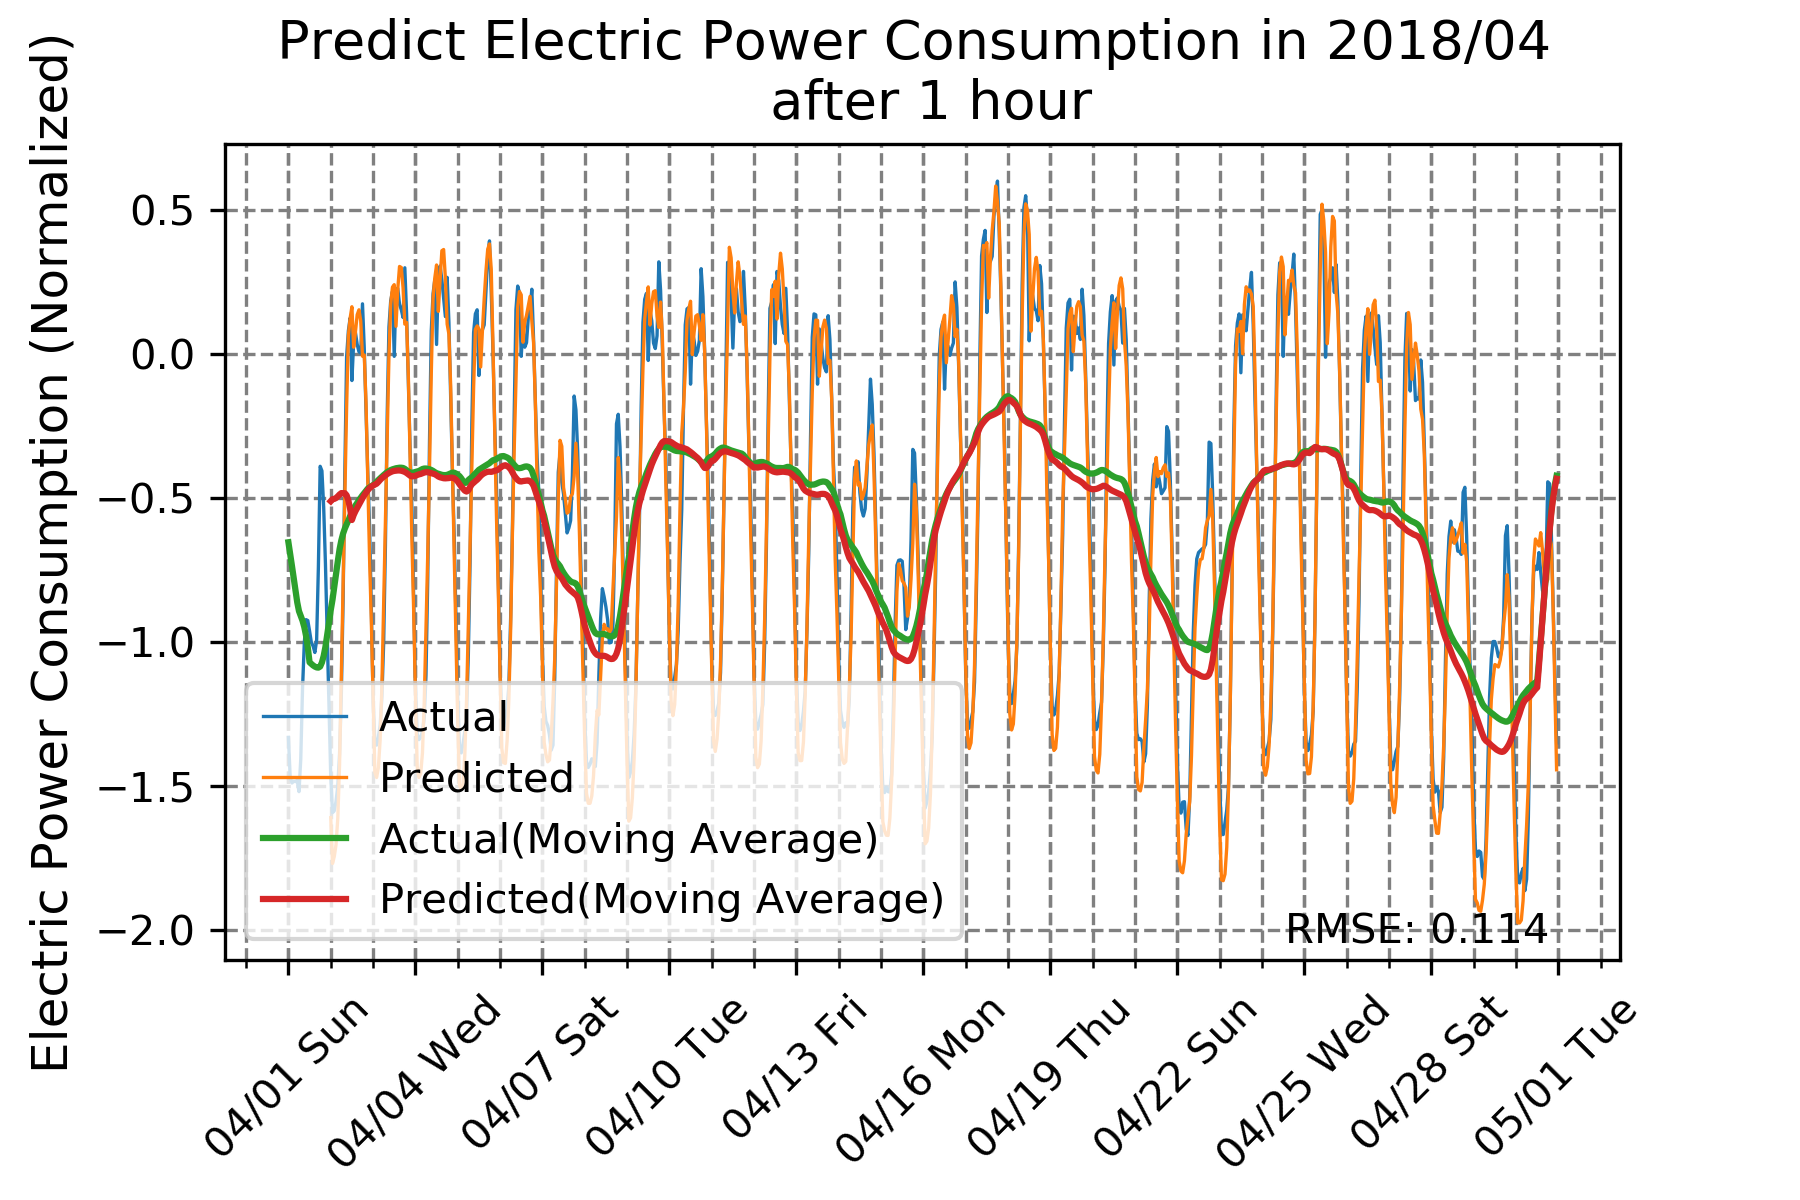 Predict Electric Power Consumption in 2018/04
after 1 hour
Electric Power Consumption (Normalized)
0.5
0.0
−0.5
−1.0
−1.5
−2.0
Actual
Predicted
Actual(Moving Average)
Predicted(Moving Average)
RMSE: 0.114
04/01 Sun
04/04 Wed
04/07 Sat
04/10 Tue
04/13 Fri
04/16 Mon
04/19 Thu
04/22 Sun
04/25 Wed
04/28 Sat
05/01 Tue